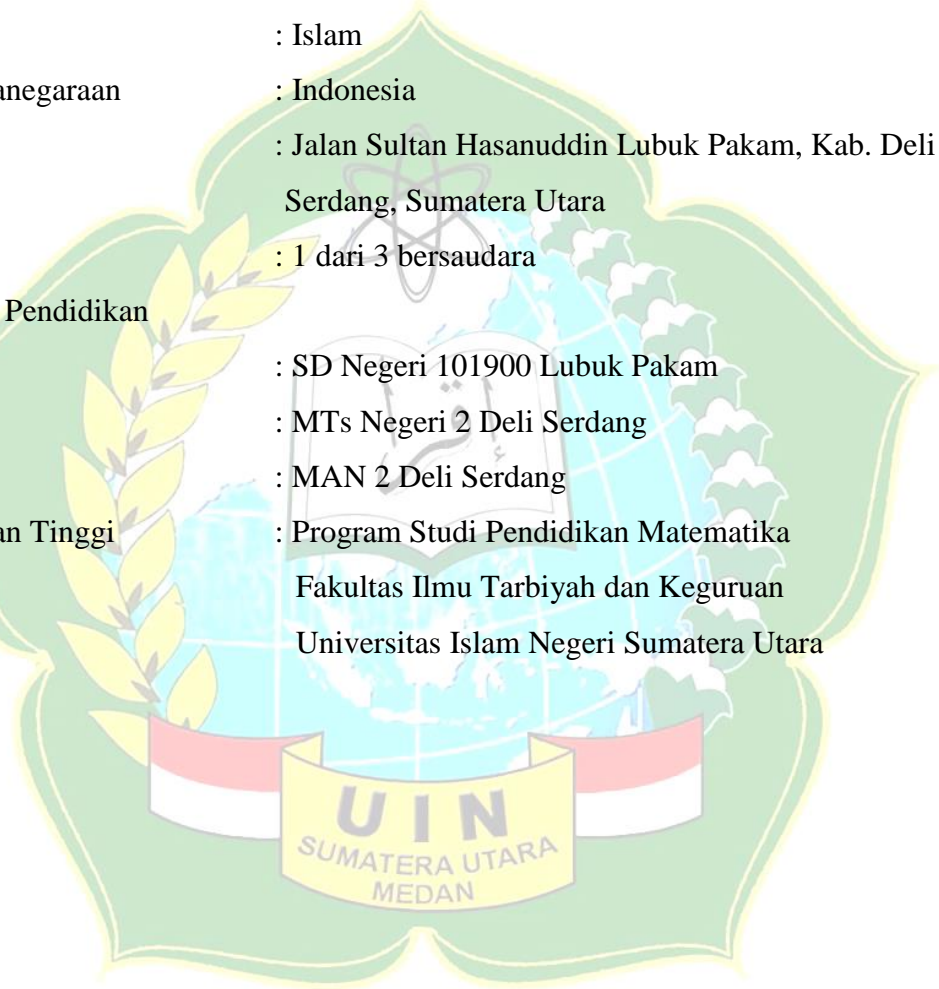 : Islam
anegaraan : Indonesia
: Jalan Sultan Hasanuddin Lubuk Pakam, Kab. Deli
Serdang, Sumatera Utara
: 1 dari 3 bersaudara
Pendidikan
: SD Negeri 101900 Lubuk Pakam
: MTs Negeri 2 Deli Serdang
: MAN 2 Deli Serdang
an Tinggi : Program Studi Pendidikan Matematika
Fakultas Ilmu Tarbiyah dan Keguruan
Universitas Islam Negeri Sumatera Utara
إقرأ
UIN
SUMATERA UTARA
MEDAN